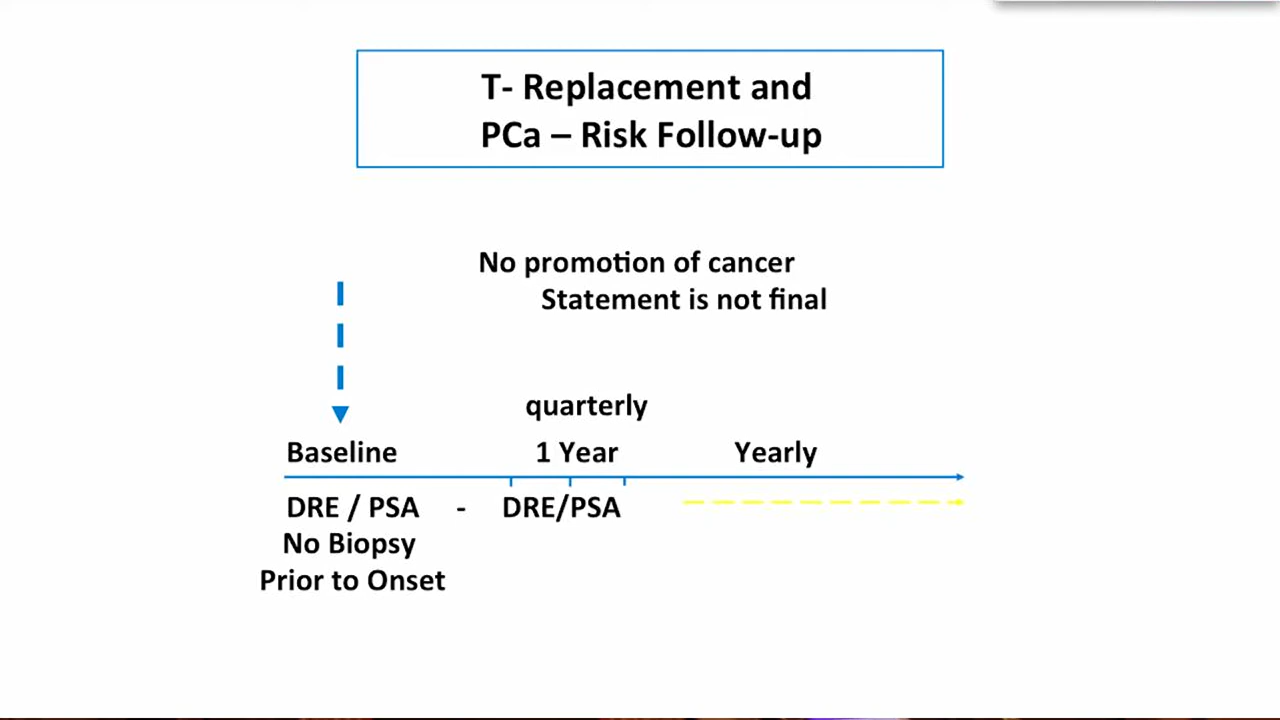 T- Replacement and
PCa – Risk Follow-up
No promotion of cancer
Statement is not final
quarterly
Baseline 1 Year Yearly
DRE / PSA - DRE/PSA
No Biopsy
Prior to Onset